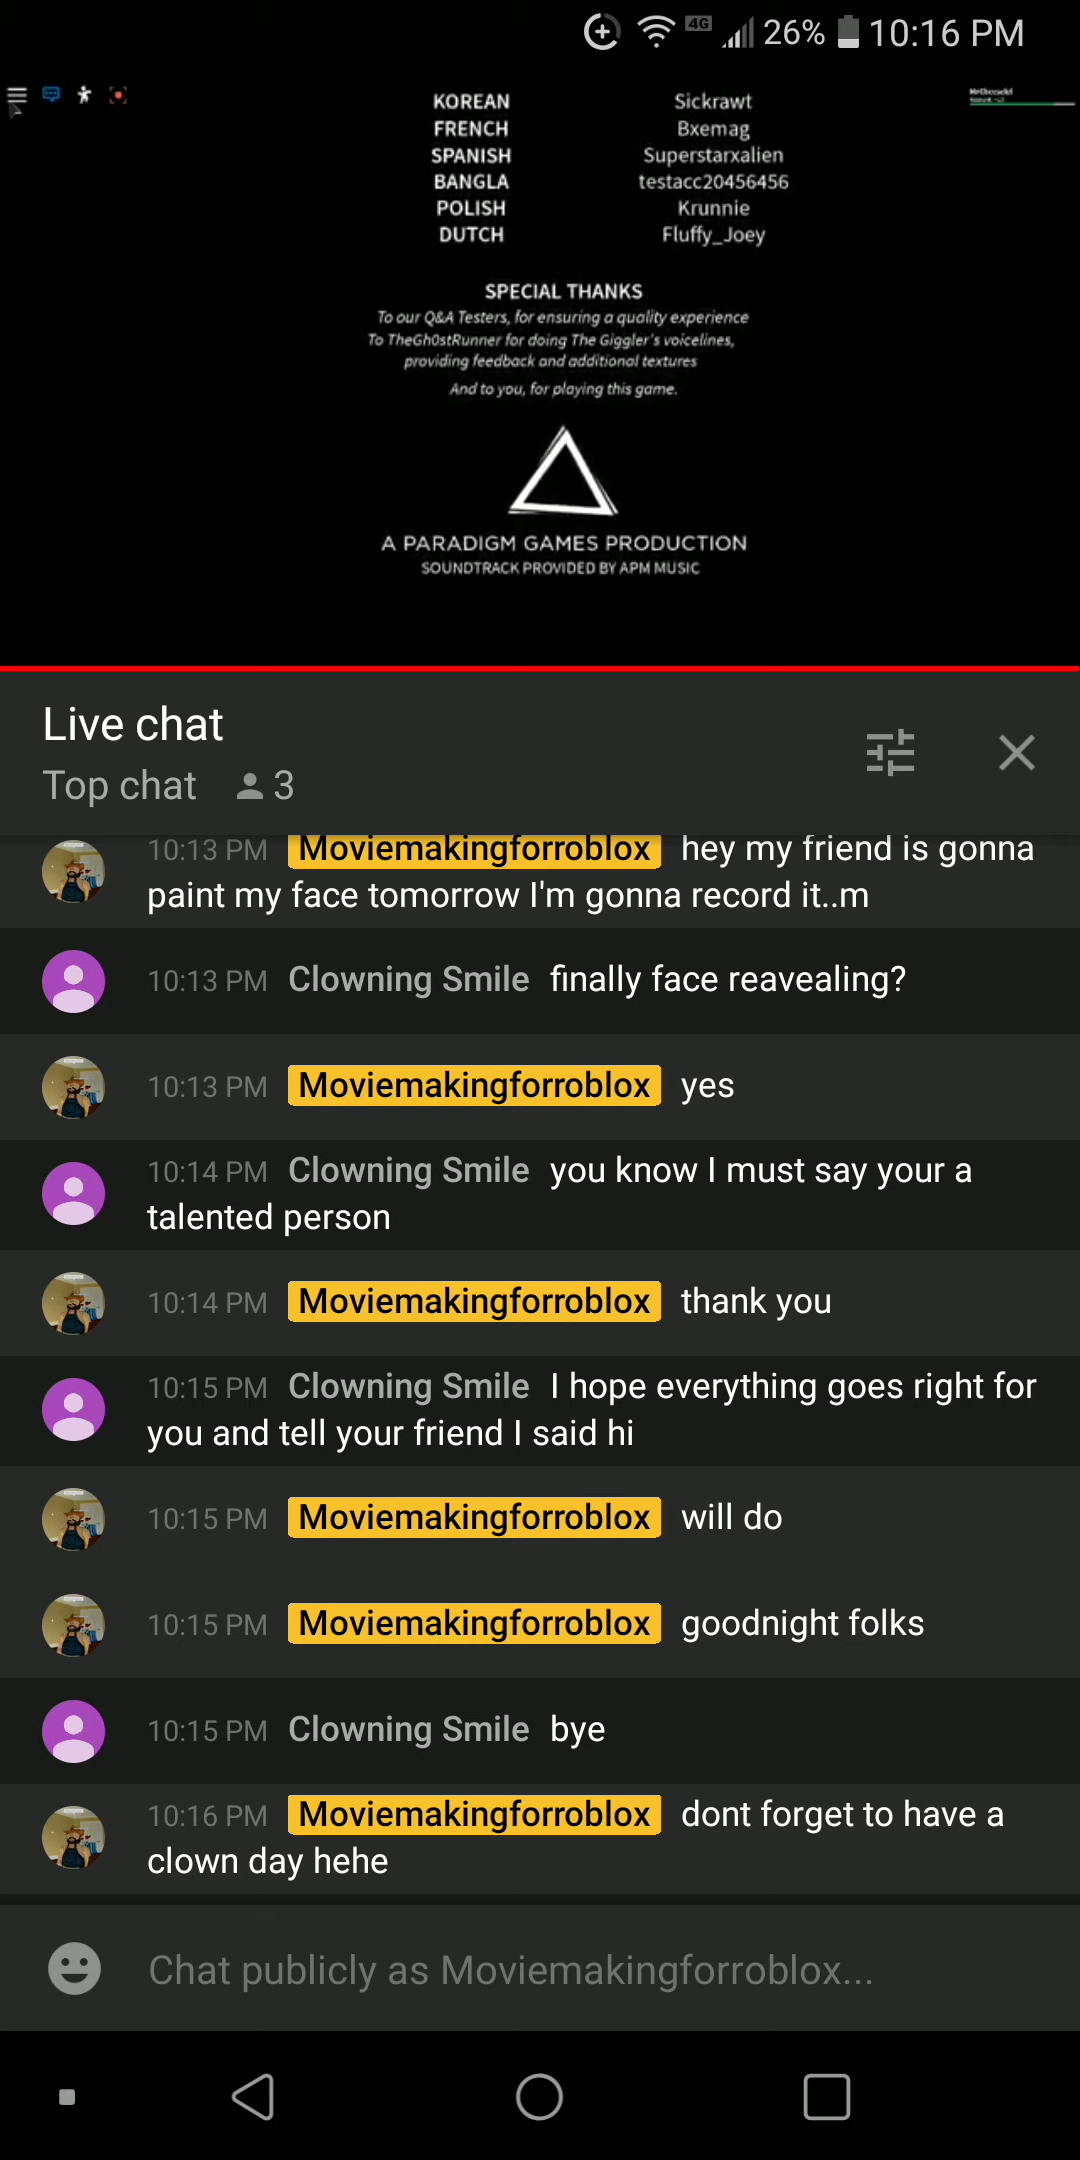 4G 26% 10:16 PM
KOREAN Sickrawt
FRENCH Bxemag
SPANISH Superstarxalien
BANGLA testacc20456456
POLISH Krunnie
DUTCH Fluffy_Joey
SPECIAL THANKS
To our Q&A Testers, for ensuring a quality experience
To TheGh0stRunner for doing The Giggler's voicelines,
providing feedback and additional textures
And to you, for playing this game.
A PARADIGM GAMES PRODUCTION
SOUNDTRACK PROVIDED BY APM MUSIC
Live chat
Top chat 3
10:13 PM Moviemakingforroblox hey my friend is gonna
paint my face tomorrow I'm gonna record it..m
10:13 PM Clowning Smile finally face reavealing?
10:13 PM Moviemakingforroblox yes
10:14 PM Clowning Smile you know I must say your a
talented person
10:14 PM Moviemakingforroblox thank you
10:15 PM Clowning Smile I hope everything goes right for
you and tell your friend I said hi
10:15 PM Moviemakingforroblox will do
10:15 PM Moviemakingforroblox goodnight folks
10:15 PM Clowning Smile bye
10:16 PM Moviemakingforroblox dont forget to have a
clown day hehe
Chat publicly as Moviemakingforroblox...